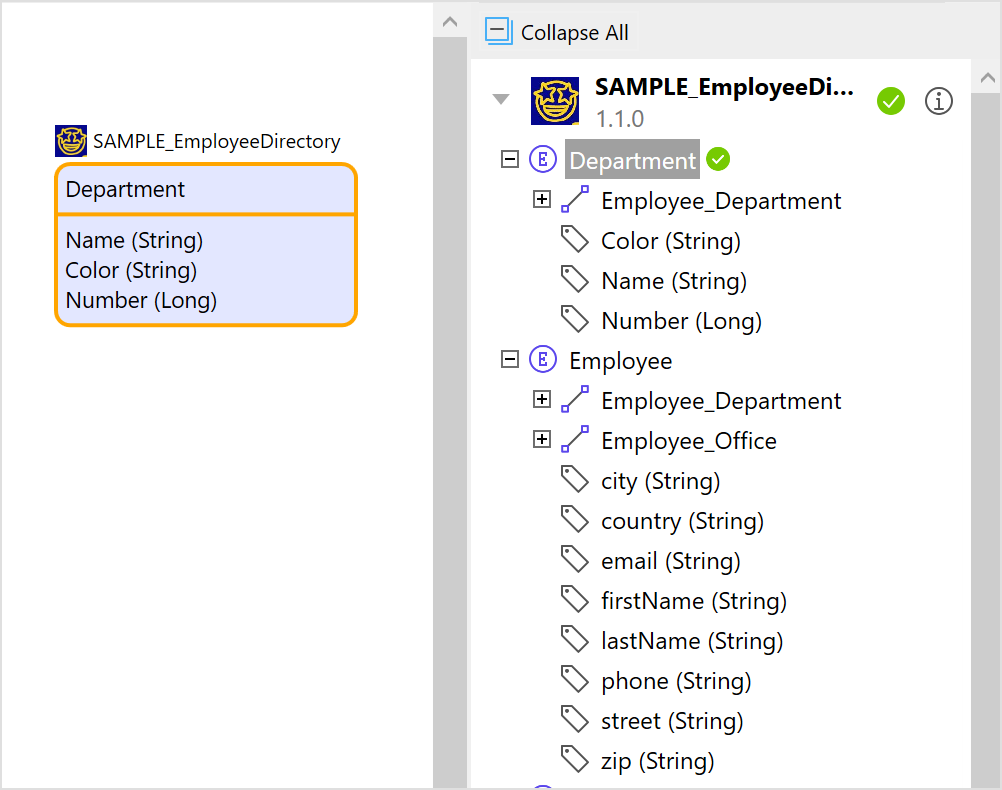 SAMPLE_EmployeeDirectory
Department
Name (String)
Color (String)
Number (Long)
Collapse All
SAMPLE_EmployeeDi...
1.1.0
E Department
Employee_Department
Color (String)
Name (String)
Number (Long)
E Employee
Employee_Department
Employee_Office
city (String)
country (String)
email (String)
firstName (String)
lastName (String)
phone (String)
street (String)
zip (String)